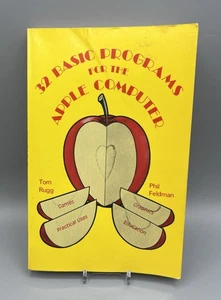 32 BASIC PROGRAMS
FOR THE
APPLE COMPUTER
Tom
Rugg
Phil
Feldman
Games
Graphics
Practical Uses
Education